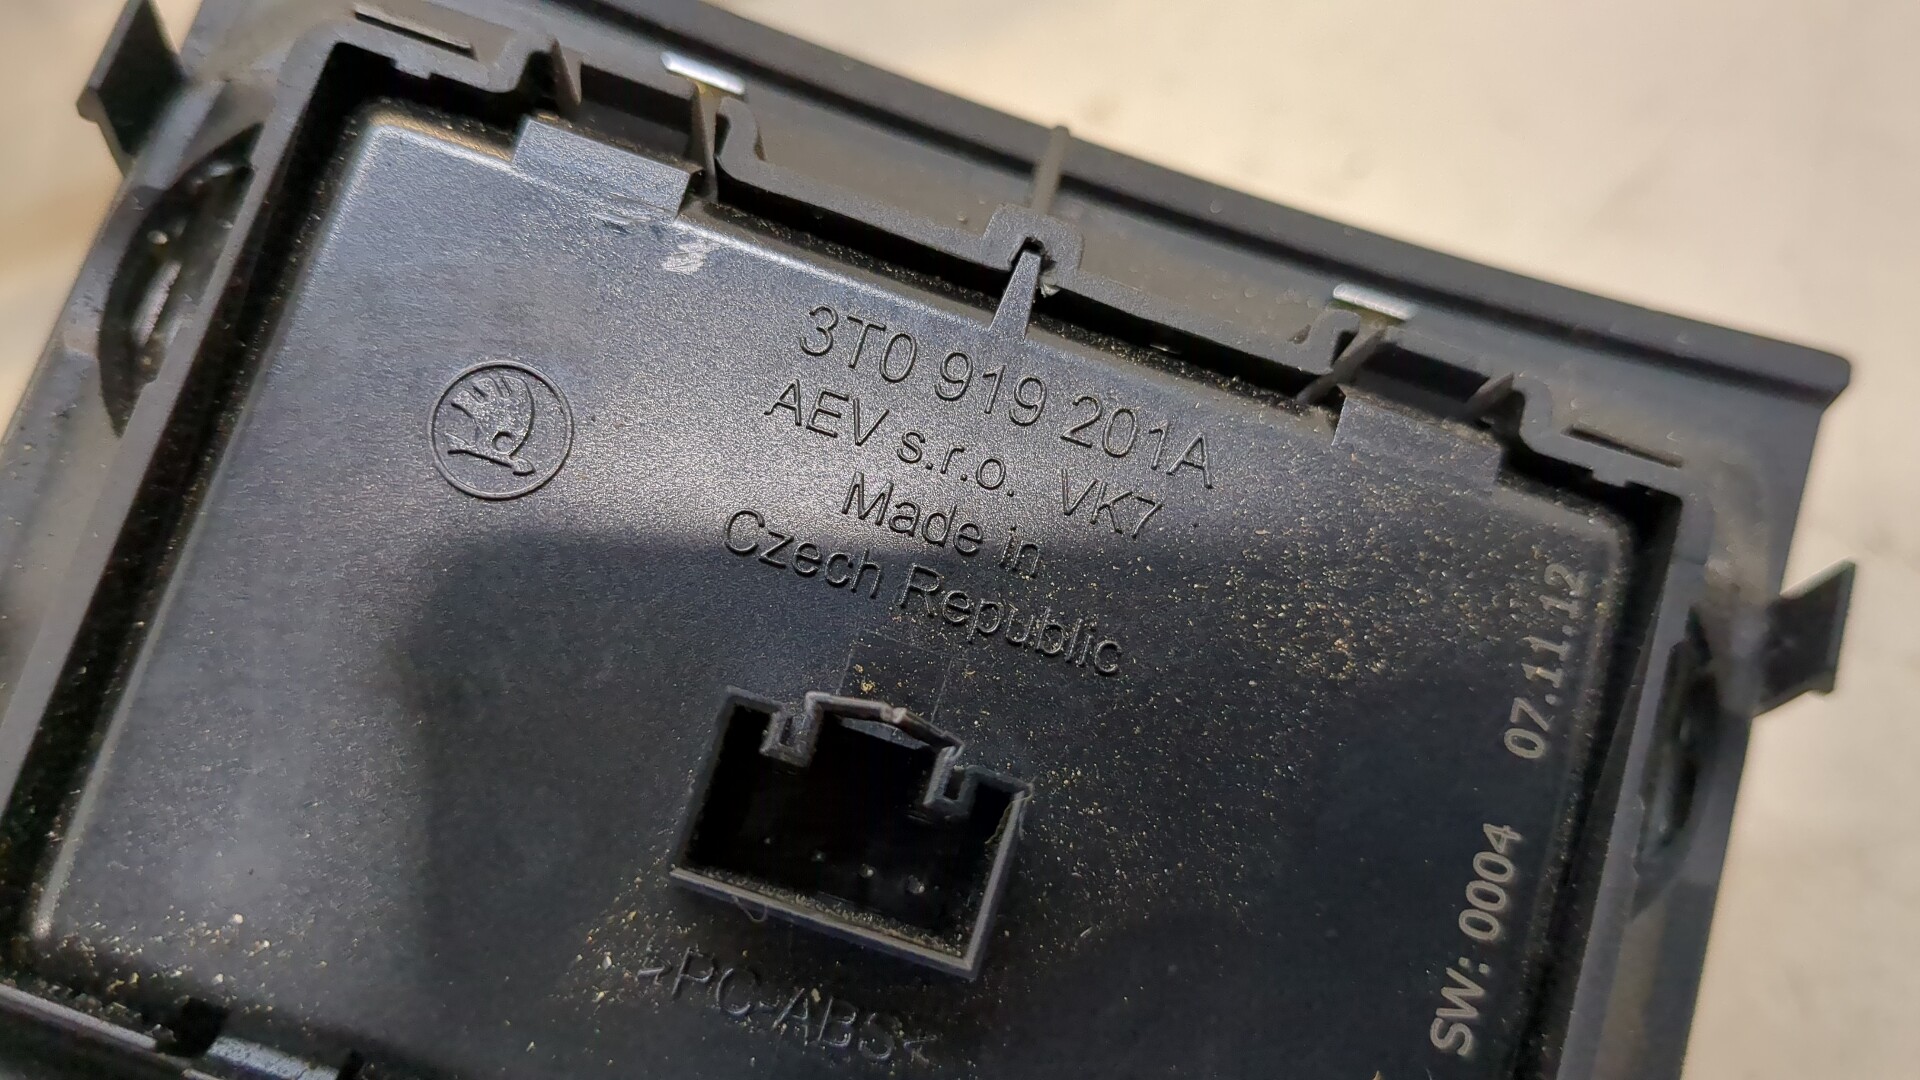 3T0 919 201A
AEV s.r.o. VK7
Made in
Czech Republic
>PC-ABS<
SW: 0004 07.11.12